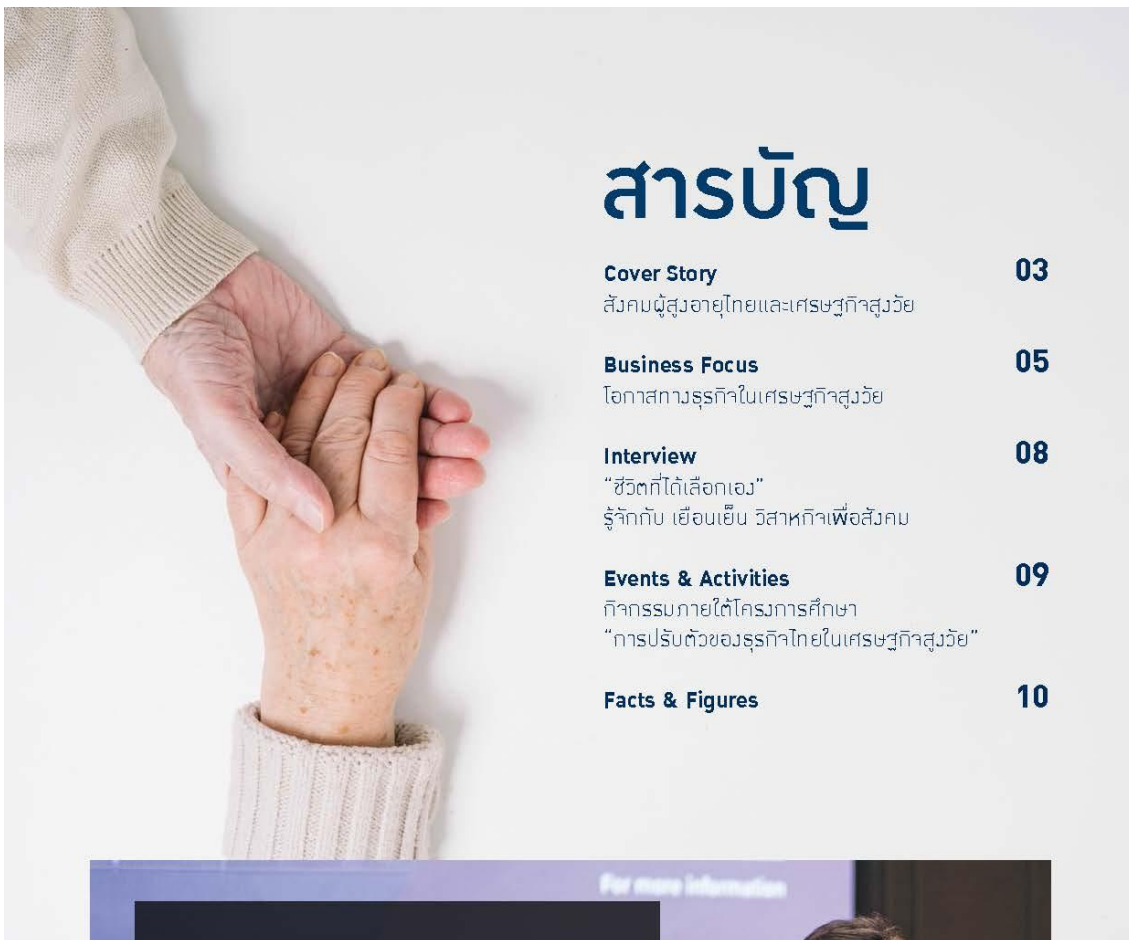 สารบัญ
Cover Story 03
สังคมผู้สูงอายุไทยและเศรษฐกิจสูงวัย
Business Focus 05
โอกาสทางธุรกิจในเศรษฐกิจสูงวัย
Interview 08
“ชีวิตที่ได้เลือกเอง”
รู้จักกับ เยือนเย็น วิสาหกิจเพื่อสังคม
Events & Activities 09
กิจกรรมภายใต้โครงการศึกษา
“การปรับตัวของธุรกิจไทยในเศรษฐกิจสูงวัย”
Facts & Figures 10
For more information